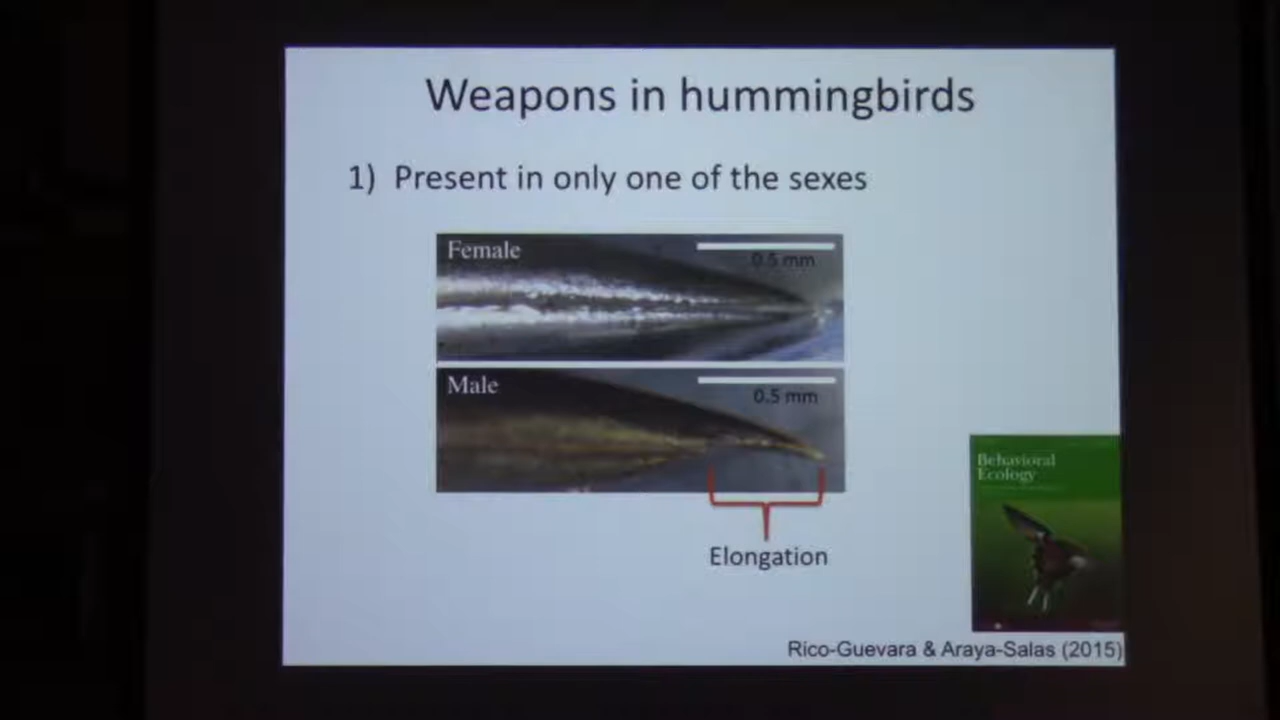 Weapons in hummingbirds
1) Present in only one of the sexes
Female
0.5 mm
Male
0.5 mm
Elongation
Behavioral
Ecology
Rico-Guevara & Araya-Salas (2015)